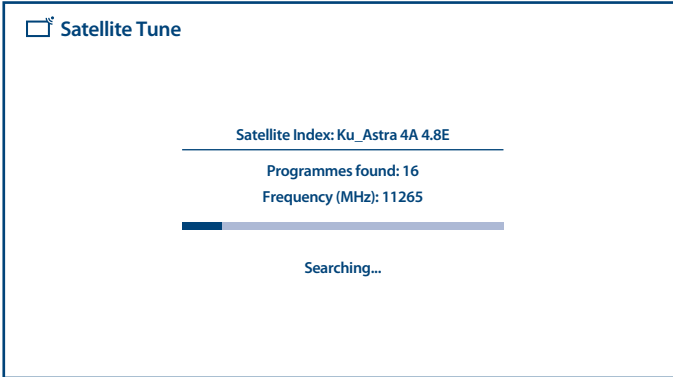 Satellite Tune
Satellite Index: Ku_Astra 4A 4.8E
Programmes found: 16
Frequency (MHz): 11265
Searching...